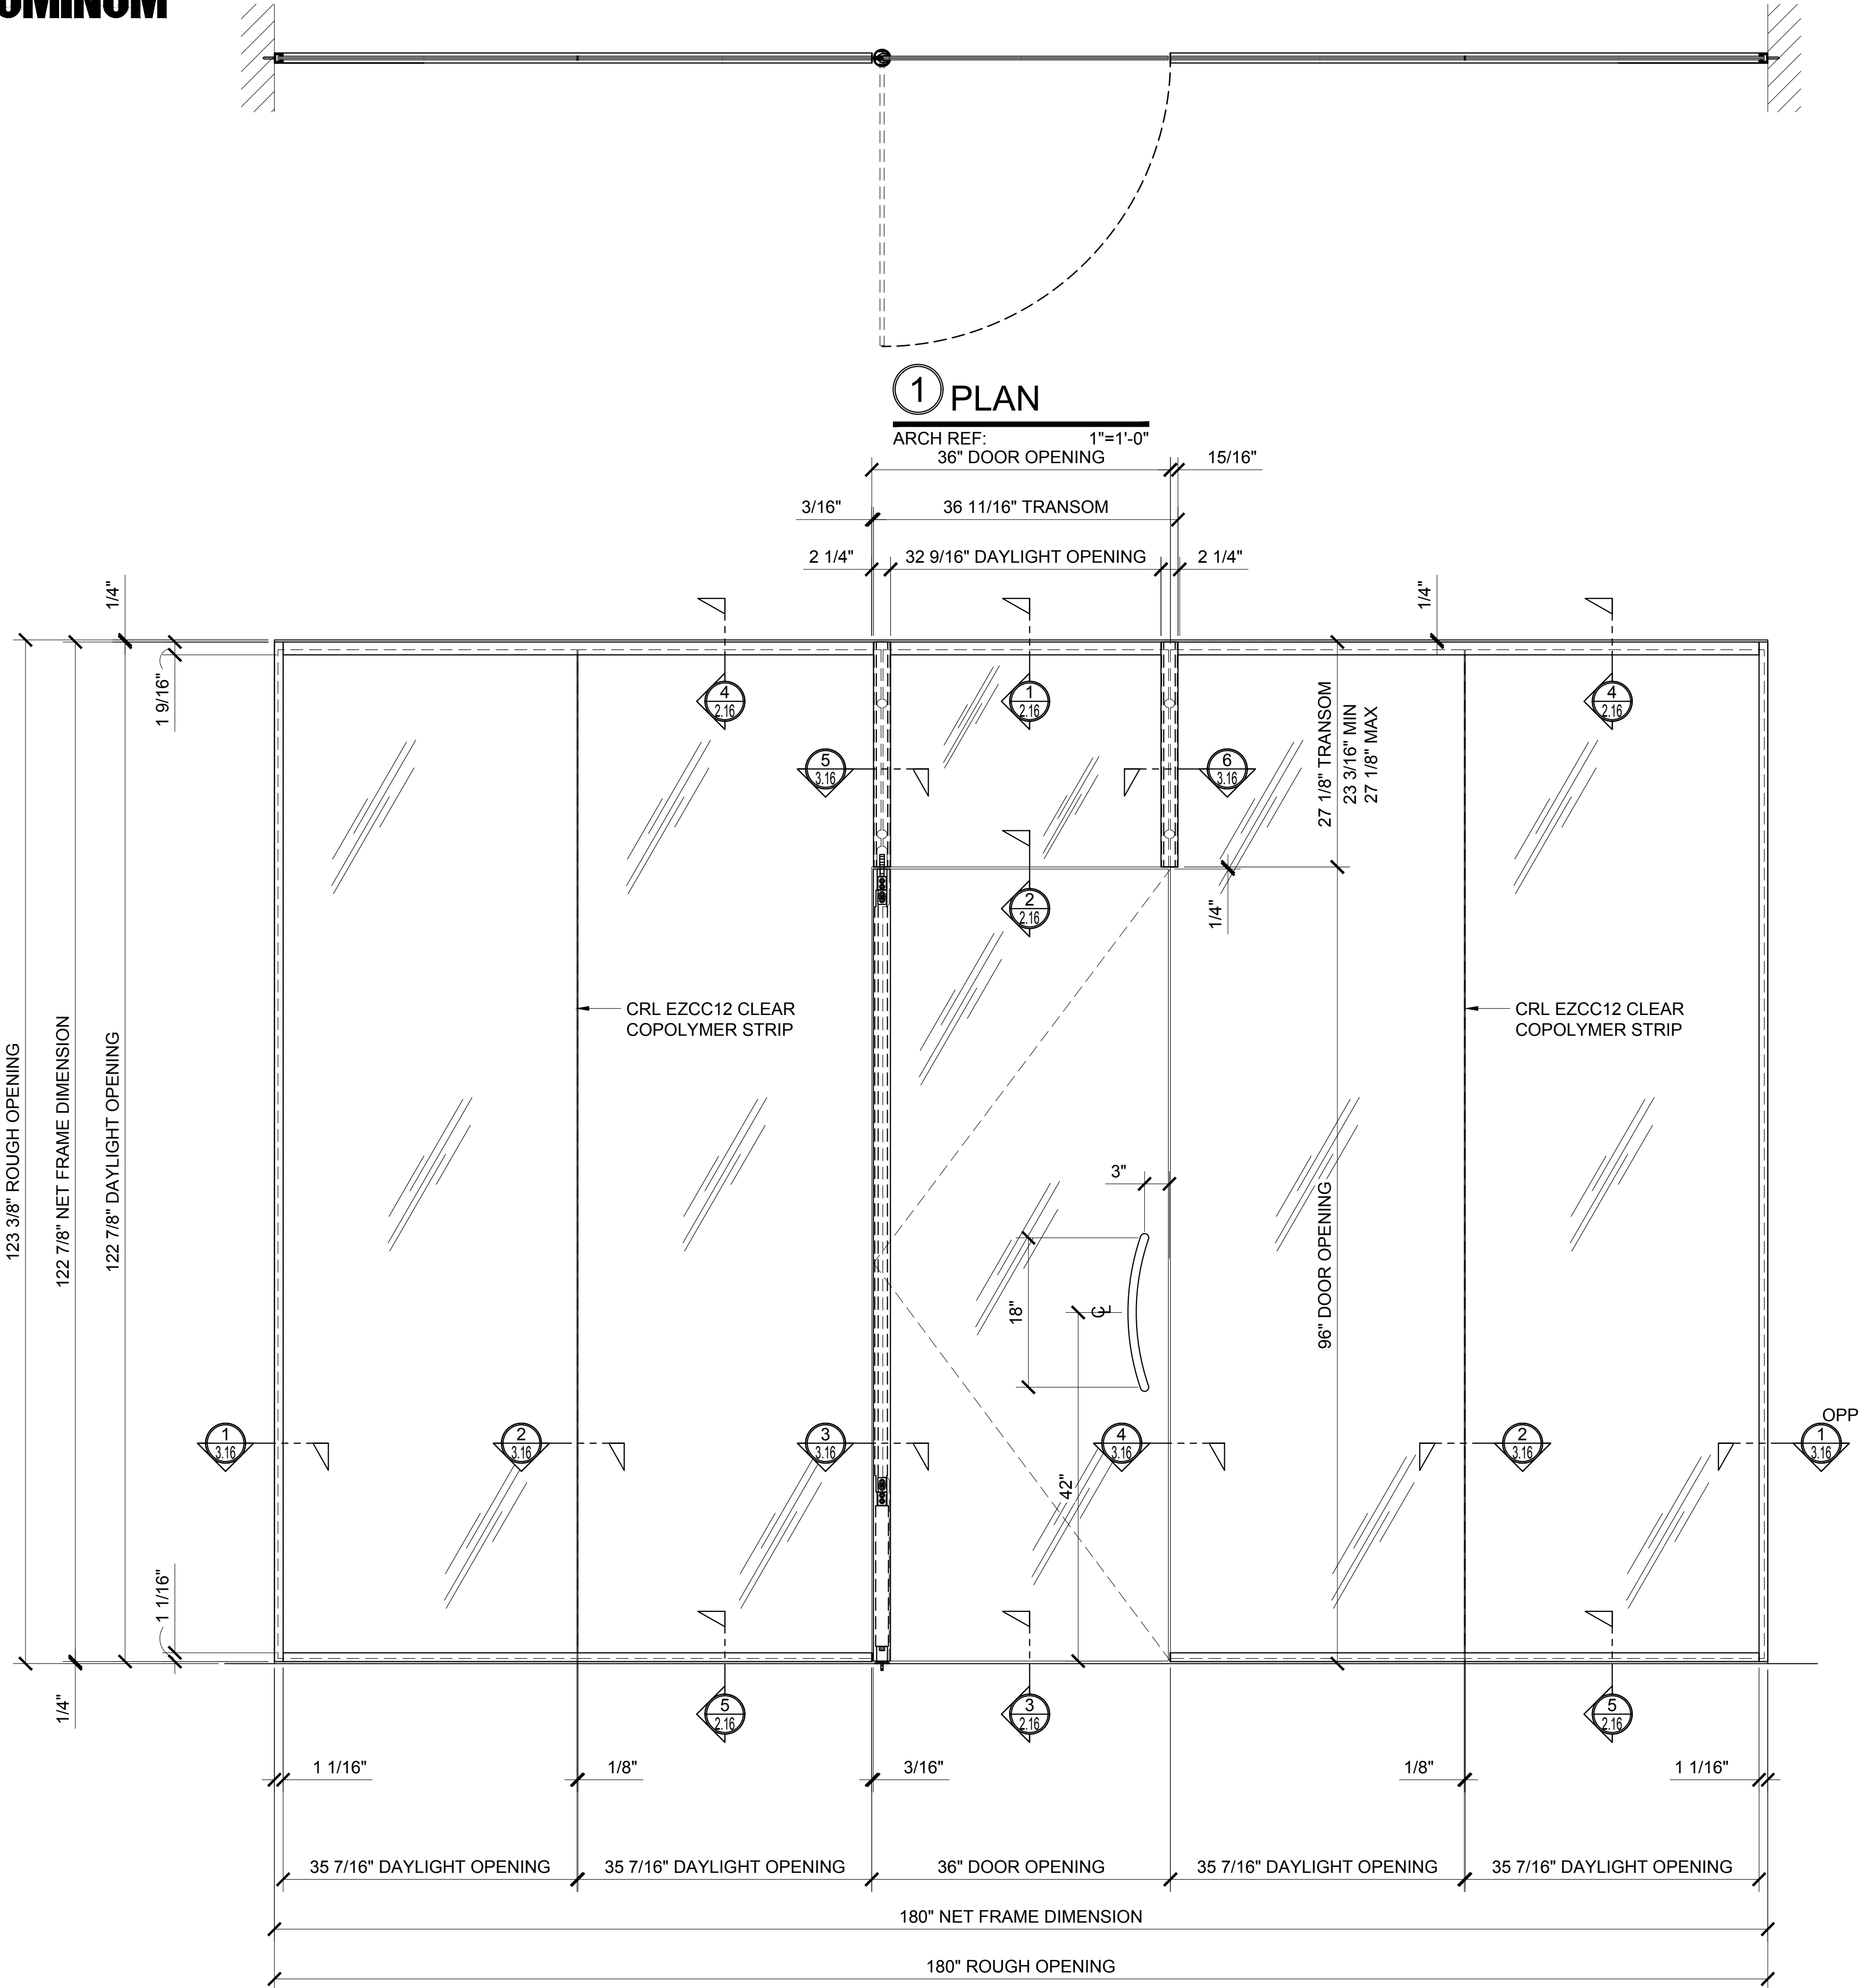 1 PLAN
ARCH REF: 1"=1'-0"
36" DOOR OPENING 15/16"
3/16" 36 11/16" TRANSOM
2 1/4" 32 9/16" DAYLIGHT OPENING 2 1/4"
1/4"
1/4"
1 9/16"
4
2.16
1
2.16
4
2.16
5
3.16
6
3.16
27 1/8" TRANSOM
23 3/16" MIN
27 1/8" MAX
2
2.16
1/4"
CRL EZCC12 CLEAR
COPOLYMER STRIP
CRL EZCC12 CLEAR
COPOLYMER STRIP
123 3/8" ROUGH OPENING
122 7/8" NET FRAME DIMENSION
122 7/8" DAYLIGHT OPENING
3"
18"
CL
96" DOOR OPENING
42"
OPP
1
3.16
2
3.16
3
3.16
4
3.16
2
3.16
1
3.16
1 1/16"
1/4"
5
2.16
3
2.16
5
2.16
1 1/16" 1/8" 3/16" 1/8" 1 1/16"
35 7/16" DAYLIGHT OPENING 35 7/16" DAYLIGHT OPENING 36" DOOR OPENING 35 7/16" DAYLIGHT OPENING 35 7/16" DAYLIGHT OPENING
180" NET FRAME DIMENSION
180" ROUGH OPENING